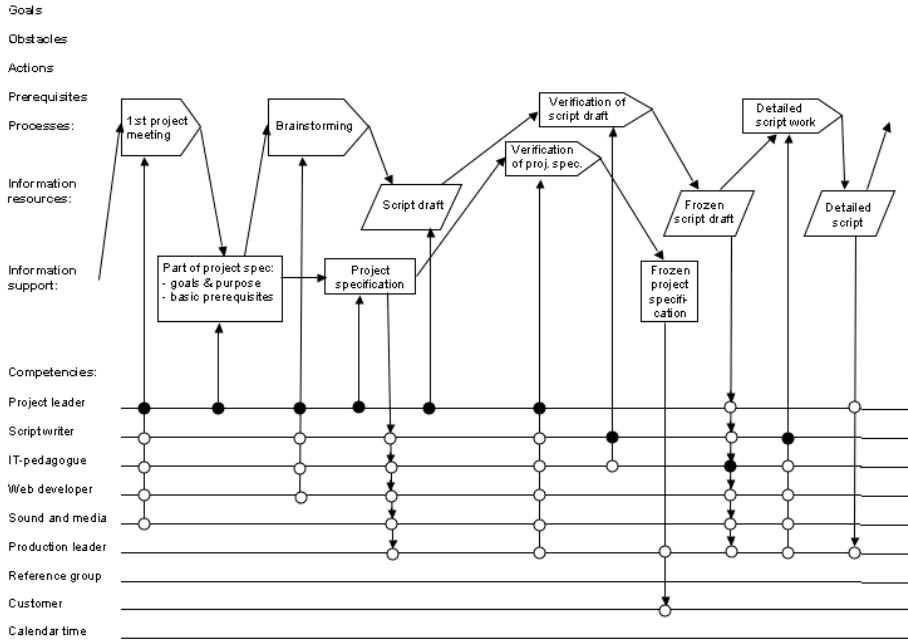 Goals
Obstacles
Actions
Prerequisites
Processes:
1st project
meeting
Brainstorming
Verification of
script draft
Verification
of proj. spec.
Detailed
script work
Information
resources:
Script draft
Frozen
script draft
Detailed
script
Information
support:
Part of project spec:
- goals & purpose
- basic prerequisites
Project
specification
Frozen
project
specifi-
cation
Competencies:
Project leader
Script writer
IT-pedagogue
Web developer
Sound and media
Production leader
Reference group
Customer
Calendar time